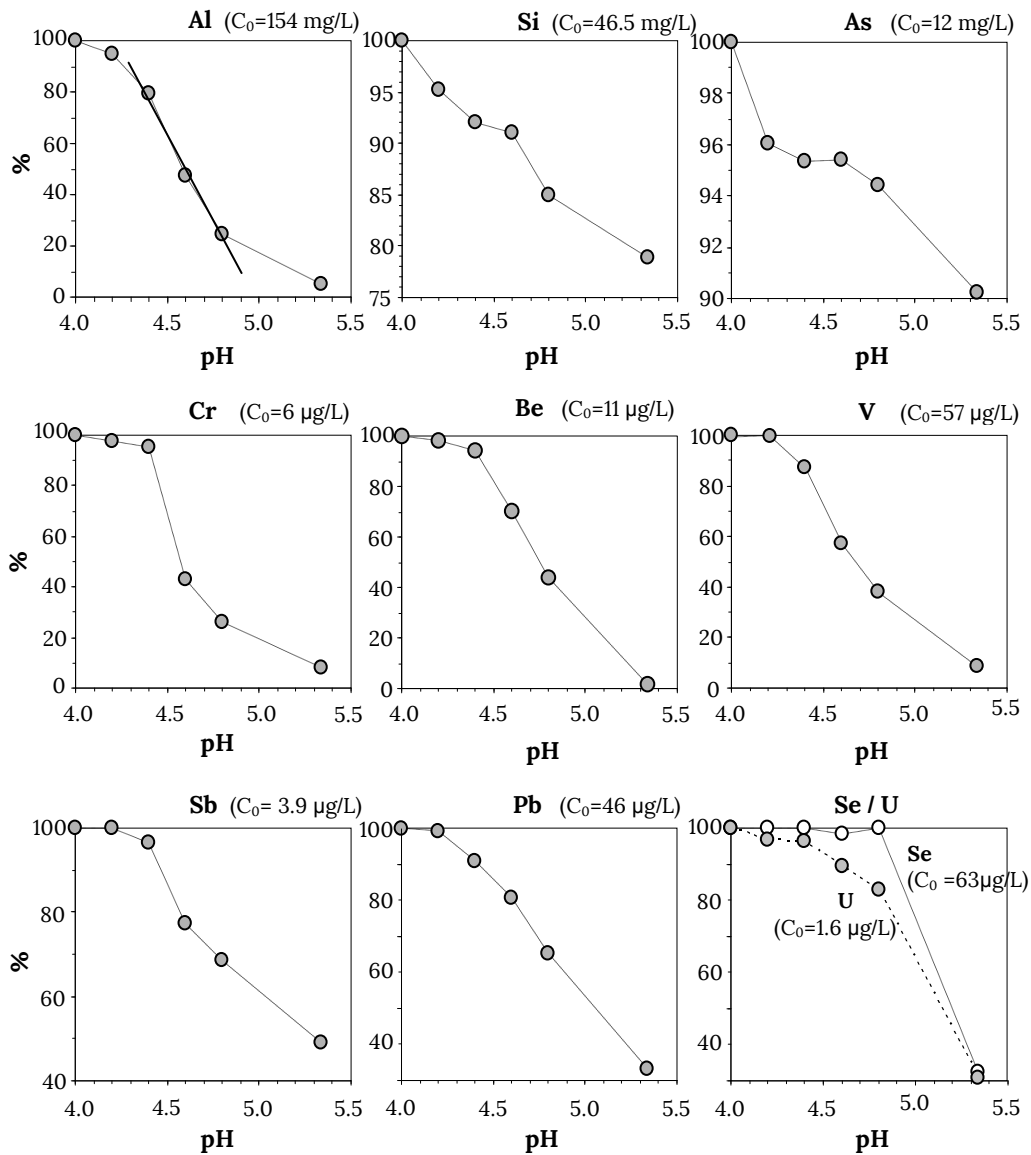 Al (C₀=154 mg/L)
Si (C₀=46.5 mg/L)
As (C₀=12 mg/L)
100
80
60
40
20
0
%
4.0 4.5 5.0 5.5
pH
100
95
90
85
80
75
4.0 4.5 5.0 5.5
pH
100
98
96
94
92
90
4.0 4.5 5.0 5.5
pH
Cr (C₀=6 µg/L)
Be (C₀=11 µg/L)
V (C₀=57 µg/L)
100
80
60
40
20
0
%
4.0 4.5 5.0 5.5
pH
100
80
60
40
20
0
4.0 4.5 5.0 5.5
pH
100
80
60
40
20
0
4.0 4.5 5.0 5.5
pH
Sb (C₀= 3.9 µg/L)
Pb (C₀=46 µg/L)
Se / U
100
80
60
40
%
4.0 4.5 5.0 5.5
pH
100
80
60
40
4.0 4.5 5.0 5.5
pH
100
80
60
40
Se
(C₀ =63µg/L)
U
(C₀=1.6 µg/L)
4.0 4.5 5.0 5.5
pH